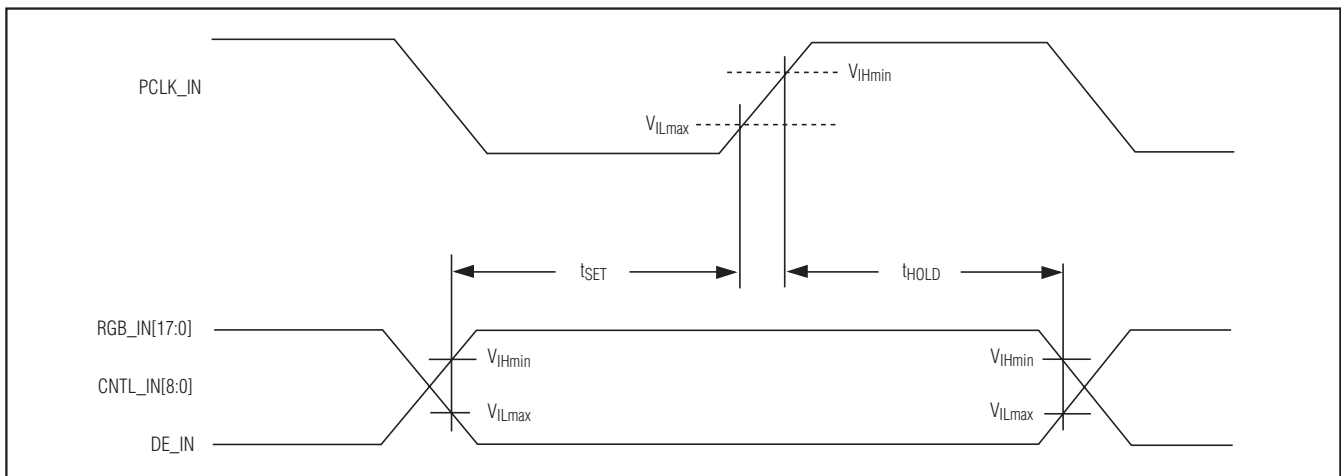 PCLK_IN
VIHmin
VILmax
tSET
tHOLD
RGB_IN[17:0]
VIHmin
VIHmin
CNTL_IN[8:0]
VILmax
VILmax
DE_IN